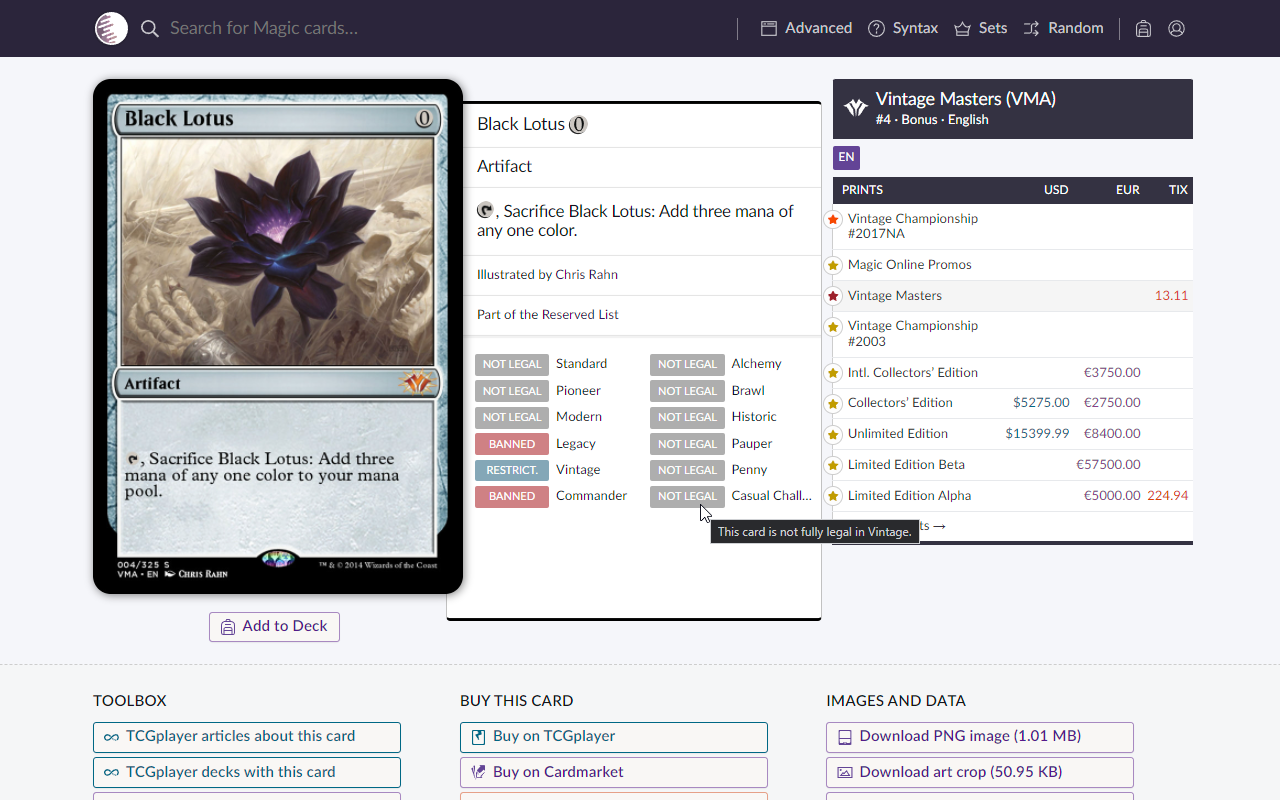 Search for Magic cards...
Advanced
Syntax
Sets
Random
Black Lotus 0
Artifact
, Sacrifice Black Lotus: Add three
mana of any one color to your mana
pool.
004/325 S
VMA • EN Chris Rahn
™ & © 2014 Wizards of the Coast
Add to Deck
Black Lotus 0
Artifact
, Sacrifice Black Lotus: Add three mana of
any one color.
Illustrated by Chris Rahn
Part of the Reserved List
NOT LEGAL Standard NOT LEGAL Alchemy
NOT LEGAL Pioneer NOT LEGAL Brawl
NOT LEGAL Modern NOT LEGAL Historic
BANNED Legacy NOT LEGAL Pauper
RESTRICT. Vintage NOT LEGAL Penny
BANNED Commander NOT LEGAL Casual Chall...
This card is not fully legal in Vintage.
Vintage Masters (VMA)
#4 • Bonus • English
EN
PRINTS USD EUR TIX
Vintage Championship
#2017NA
Magic Online Promos
Vintage Masters 13.11
Vintage Championship
#2003
Intl. Collectors’ Edition €3750.00
Collectors’ Edition $5275.00 €2750.00
Unlimited Edition $15399.99 €8400.00
Limited Edition Beta €57500.00
Limited Edition Alpha €5000.00 224.94
ts →
TOOLBOX
TCGplayer articles about this card
TCGplayer decks with this card
BUY THIS CARD
Buy on TCGplayer
Buy on Cardmarket
IMAGES AND DATA
Download PNG image (1.01 MB)
Download art crop (50.95 KB)